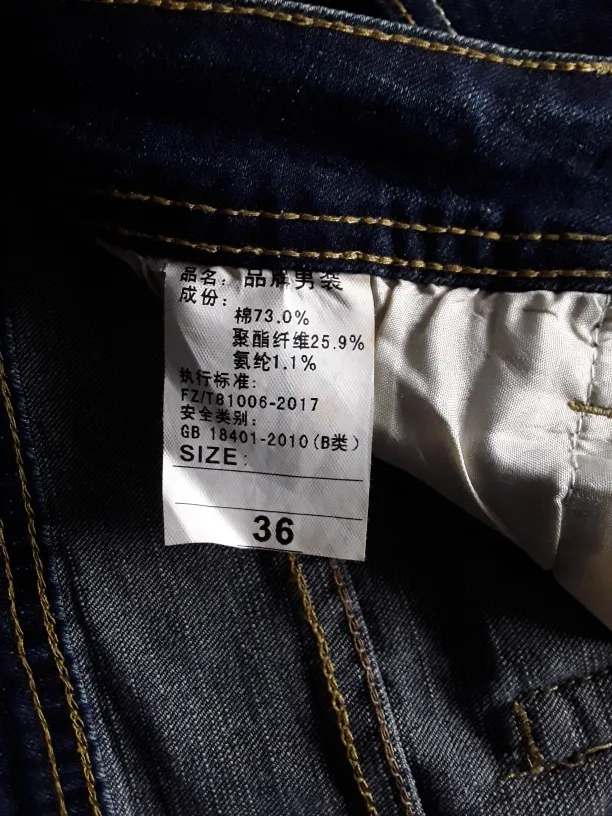 品名：品牌男装
成份：
棉73.0%
聚酯纤维25.9%
氨纶1.1%
执行标准：
FZ/T81006-2017
安全类别：
GB 18401-2010(B类)
SIZE:
36